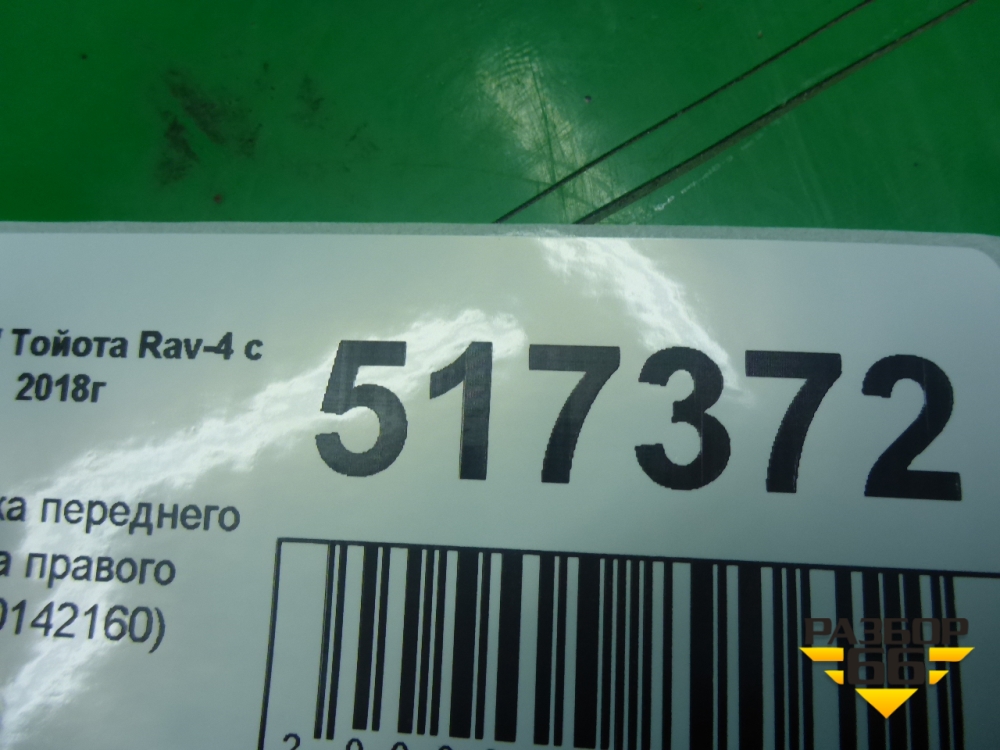 Тойота Rav-4 с
2018г
517372
ка переднего
а правого
0142160)
РАЗБОР
66